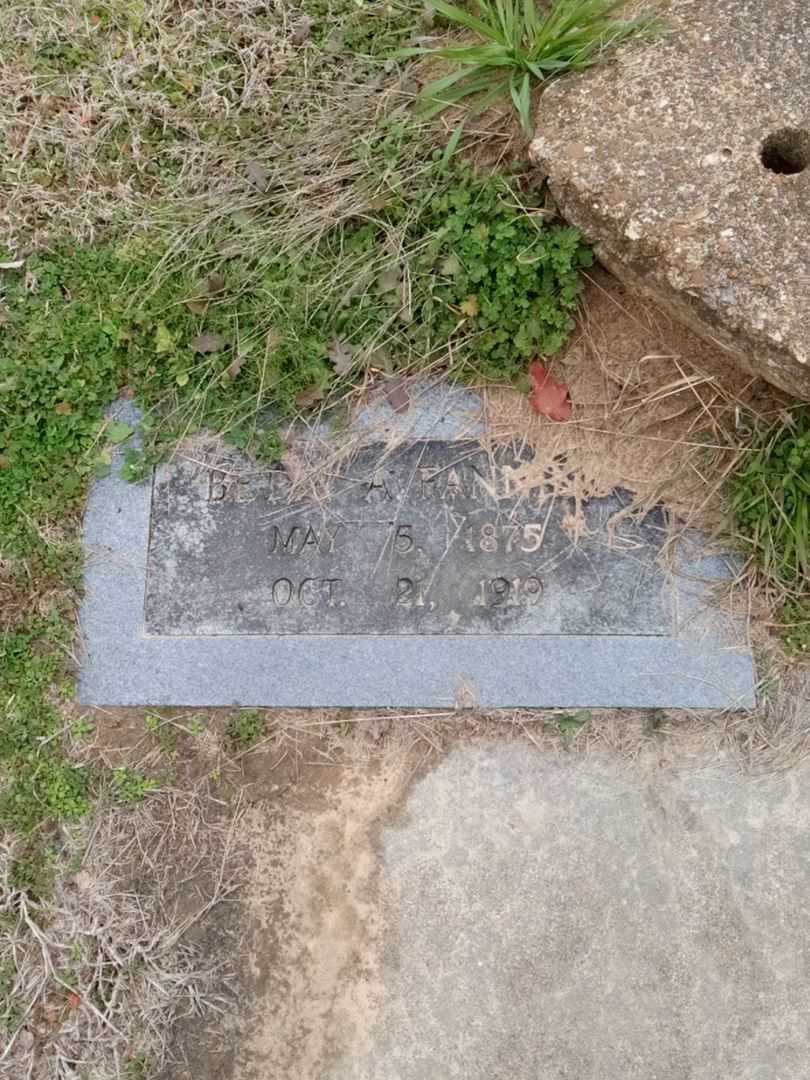 A.
MAY 5, 1875
OCT. 21, 1919